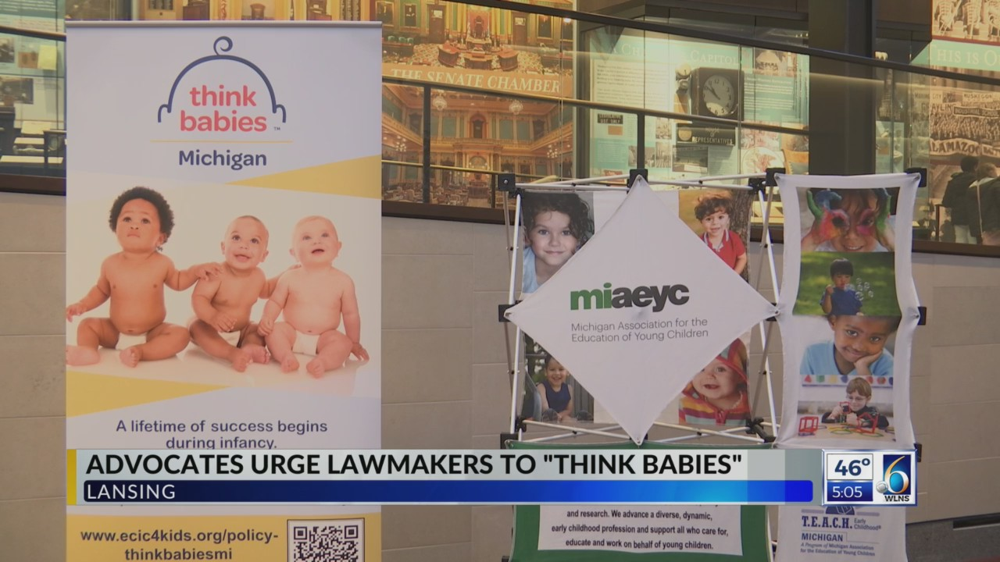 think
babies™
Michigan
A lifetime of success begins
during infancy.
www.ecic4kids.org/policy-
thinkbabiesmi
THE SENATE CHAMBER
CAPITOL
REPRESENTATIVES
THIS IS O
MUSKEGON
ALAMAZOO
miaeyc
Michigan Association for the
Education of Young Children
and research. We advance a diverse, dynamic,
early childhood profession and support all who care for,
educate and work on behalf of young children.
T.E.A.C.H. Early
Childhood®
MICHIGAN
A Program of Michigan Association
for the Education of Young Children
ADVOCATES URGE LAWMAKERS TO "THINK BABIES"
LANSING
46°
5:05
6
WLNS